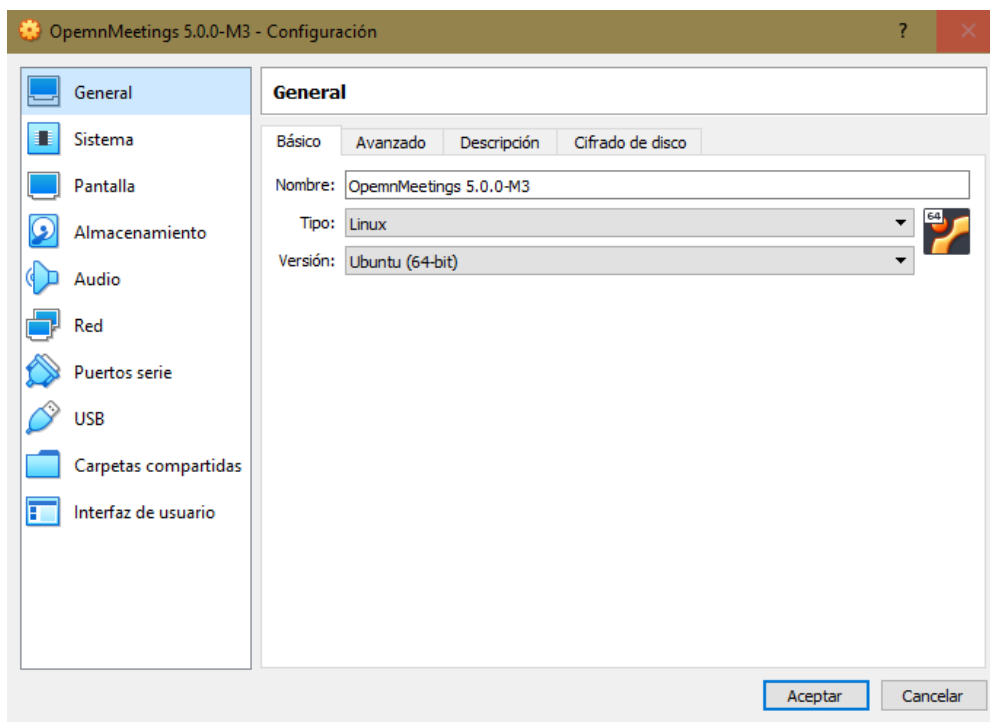 OpemnMeetings 5.0.0-M3 - Configuración
?
General
Sistema
Pantalla
Almacenamiento
Audio
Red
Puertos serie
USB
Carpetas compartidas
Interfaz de usuario
General
Básico Avanzado Descripción Cifrado de disco
Nombre: OpemnMeetings 5.0.0-M3
Tipo: Linux
64
Versión: Ubuntu (64-bit)
Aceptar Cancelar